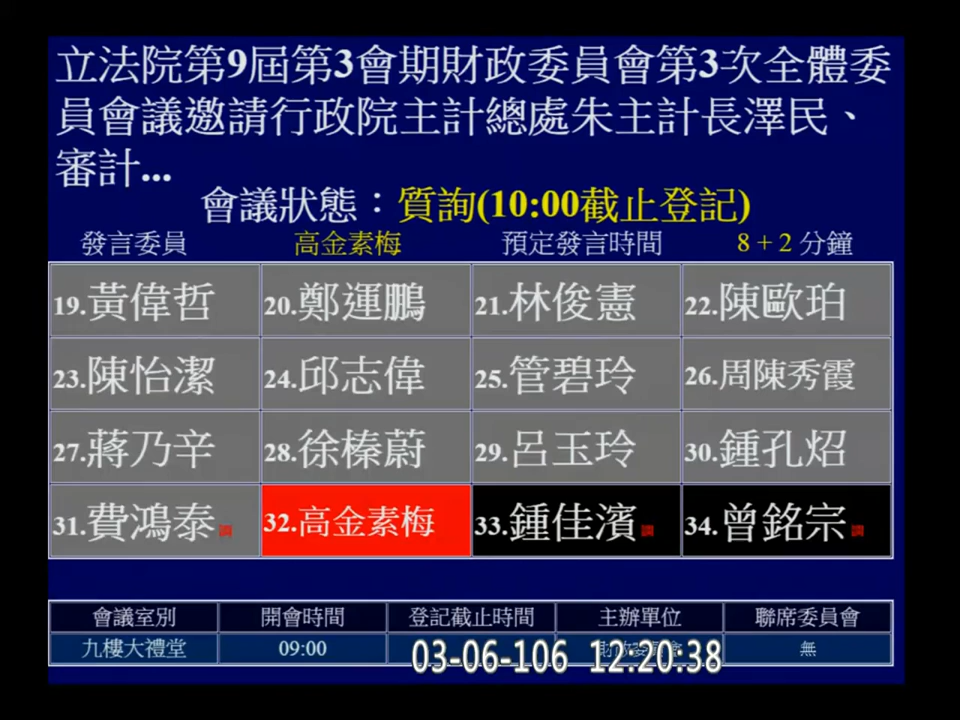 立法院第9屆第3會期財政委員會第3次全體委
員會議邀請行政院主計總處朱主計長澤民、
審計...
會議狀態：質詢(10:00截止登記)
發言委員 高金素梅 預定發言時間 8 + 2 分鐘
19.黃偉哲 20.鄭運鵬 21.林俊憲 22.陳歐珀
23.陳怡潔 24.邱志偉 25.管碧玲 26.周陳秀霞
27.蔣乃辛 28.徐榛蔚 29.呂玉玲 30.鍾孔炤
31.費鴻泰 32.高金素梅 33.鍾佳濱 34.曾銘宗
會議室別 開會時間 登記截止時間 主辦單位 聯席委員會
九樓大禮堂 09:00 無
03-06-106 12:20:38